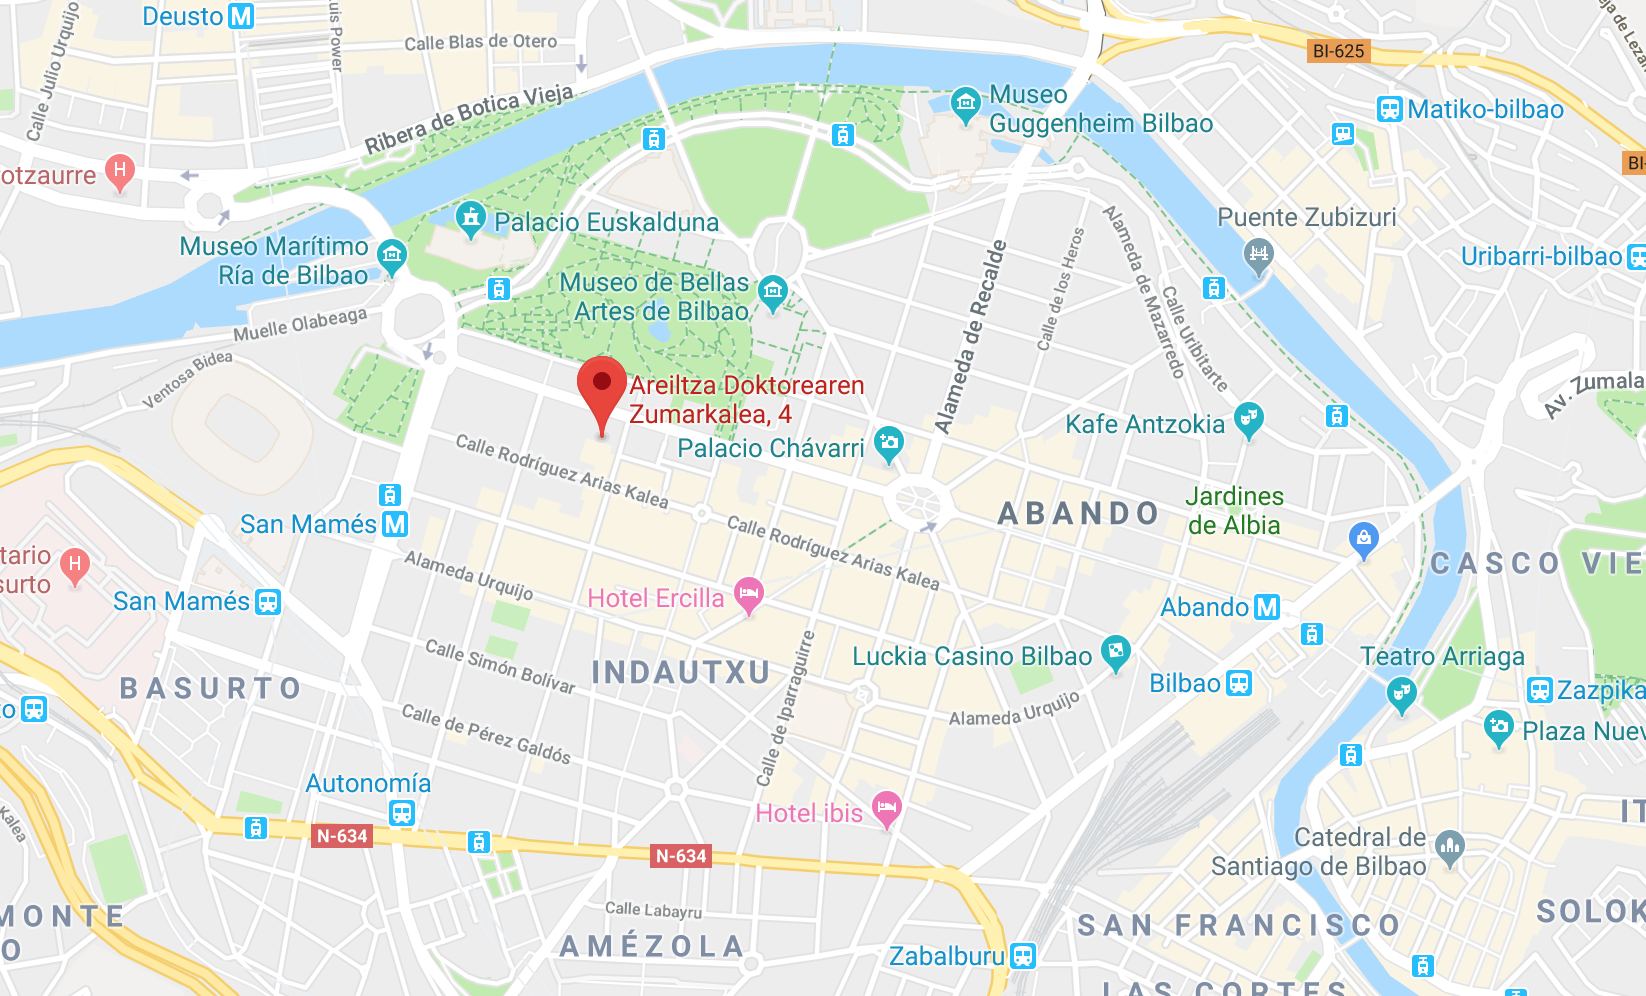 Deusto
Calle Julio Urquijo
Luis Power
Calle Blas de Otero
BI-625
Ribera de Botica Vieja
Museo
Guggenheim Bilbao
Matiko-bilbao
BI-
otzaurre
H
Palacio Euskalduna
Puente Zubizuri
Museo Marítimo
Ría de Bilbao
Uribarri-bilbao
Museo de Bellas
Artes de Bilbao
Alameda de Recalde
Calle de los Heros
Alameda de Mazarredo
Calle Uribitarte
Muelle Olabeaga
Ventosa Bidea
Areiltza Doktorearen
Zumarkalea, 4
Av. Zumala
Kafe Antzokia
Palacio Chávarri
Calle Rodríguez Arias Kalea
Jardines
de Albia
ABANDO
San Mamés
Calle Rodríguez Arias Kalea
tario
surto
H
CASCO VIE
Alameda Urquijo
San Mamés
Hotel Ercilla
Abando
Luckia Casino Bilbao
Teatro Arriaga
Calle Simón Bolívar
INDAUTXU
Calle de Iparraguirre
BASURTO
Bilbao
Zazpika
to
Alameda Urquijo
Calle de Pérez Galdós
Plaza Nuev
Autonomía
Hotel ibis
IT
Kalea
N-634
N-634
Catedral de
Santiago de Bilbao
MONTE
O
Calle Labayru
AMÉZOLA
SAN FRANCISCO
SOLOK
Zabalburu
LAS CORTES